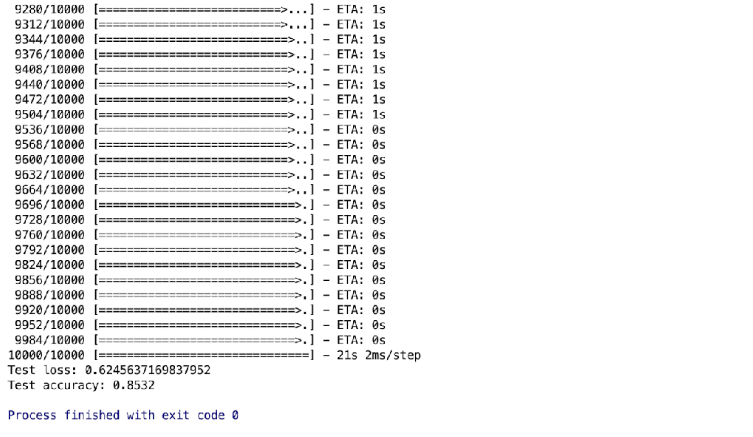 9280/10000 [==========================>...] - ETA: 1s
9312/10000 [==========================>...] - ETA: 1s
9344/10000 [===========================>..] - ETA: 1s
9376/10000 [===========================>..] - ETA: 1s
9408/10000 [===========================>..] - ETA: 1s
9440/10000 [===========================>..] - ETA: 1s
9472/10000 [===========================>..] - ETA: 1s
9504/10000 [===========================>..] - ETA: 1s
9536/10000 [===========================>..] - ETA: 0s
9568/10000 [===========================>..] - ETA: 0s
9600/10000 [===========================>..] - ETA: 0s
9632/10000 [===========================>..] - ETA: 0s
9664/10000 [===========================>..] - ETA: 0s
9696/10000 [============================>.] - ETA: 0s
9728/10000 [============================>.] - ETA: 0s
9760/10000 [============================>.] - ETA: 0s
9792/10000 [============================>.] - ETA: 0s
9824/10000 [============================>.] - ETA: 0s
9856/10000 [============================>.] - ETA: 0s
9888/10000 [============================>.] - ETA: 0s
9920/10000 [============================>.] - ETA: 0s
9952/10000 [============================>.] - ETA: 0s
9984/10000 [============================>.] - ETA: 0s
10000/10000 [==============================] - 21s 2ms/step
Test loss: 0.6245637169837952
Test accuracy: 0.8532
Process finished with exit code 0